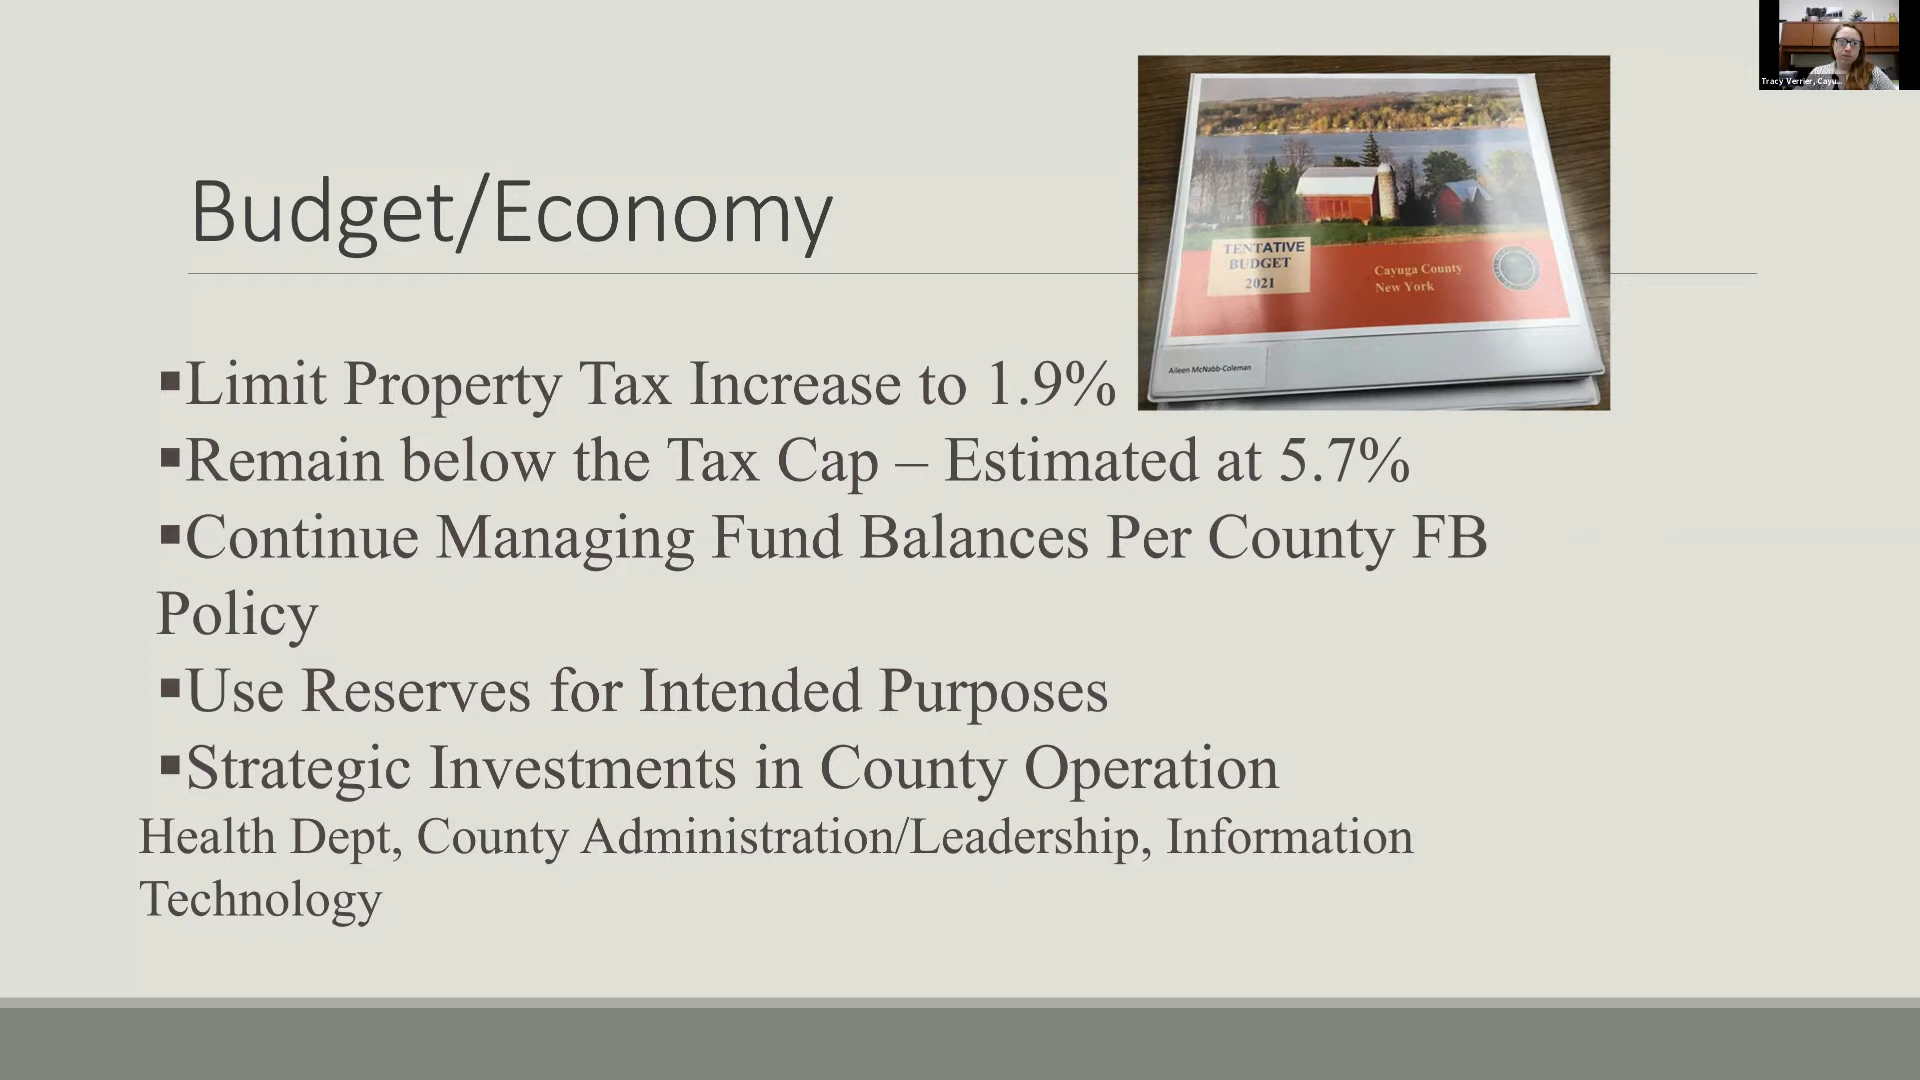 Tracy Verrier, Cayu...
Budget/Economy
TENTATIVE
BUDGET
2021
Cayuga County
New York
Aileen McNabb-Coleman
▪Limit Property Tax Increase to 1.9%
▪Remain below the Tax Cap – Estimated at 5.7%
▪Continue Managing Fund Balances Per County FB
Policy
▪Use Reserves for Intended Purposes
▪Strategic Investments in County Operation
Health Dept, County Administration/Leadership, Information
Technology